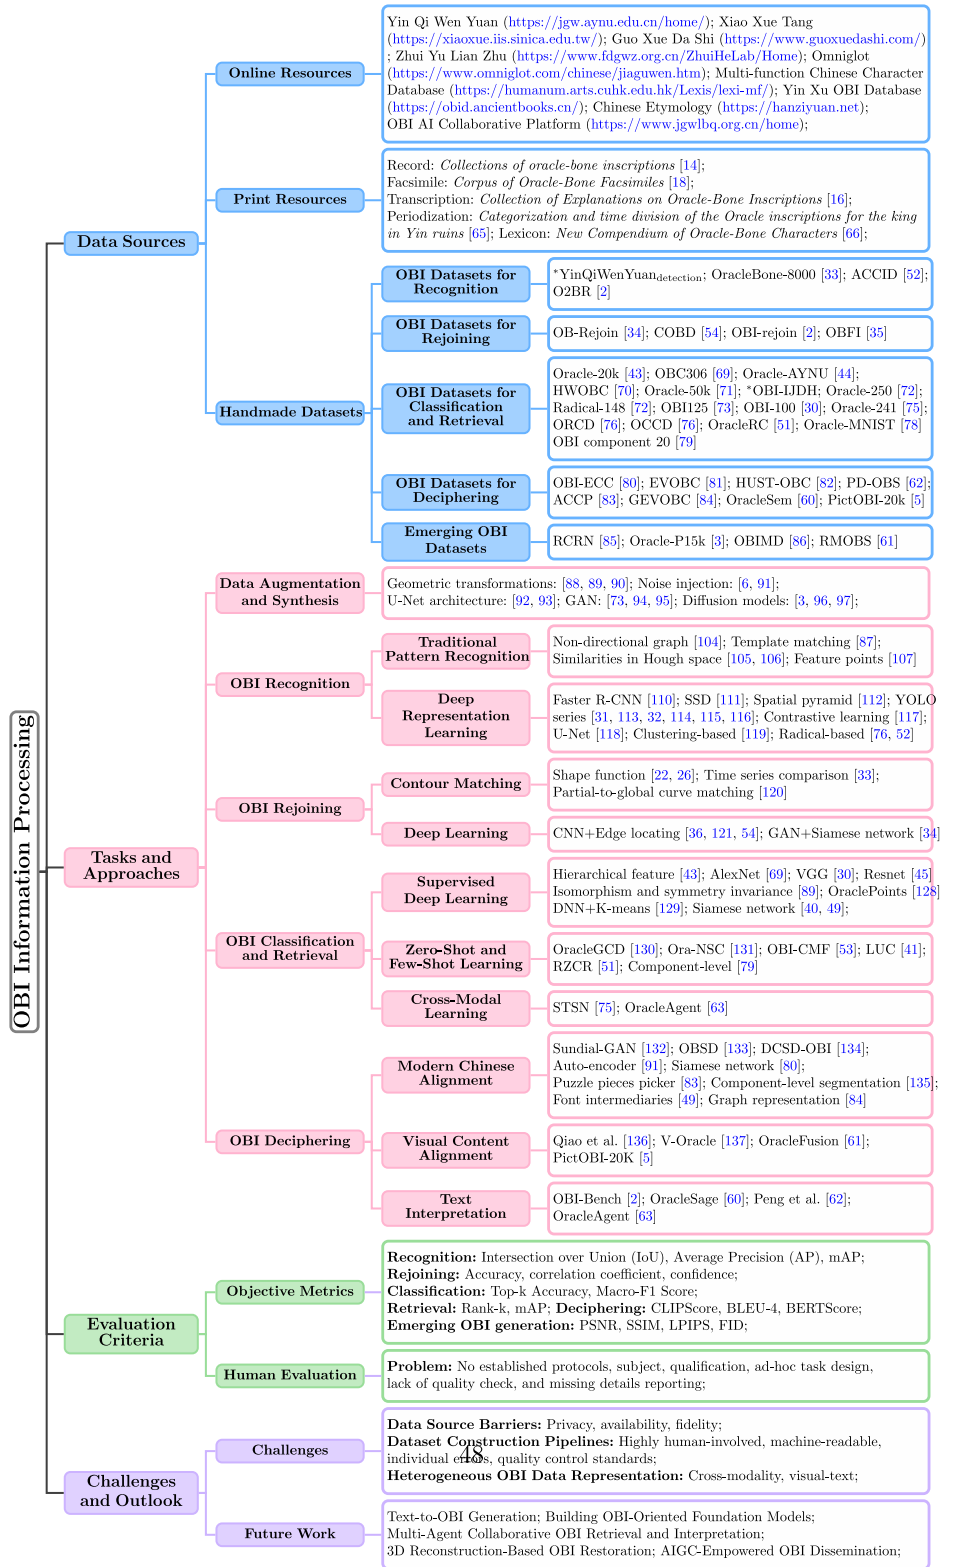 OBI Information Processing
Data Sources
Online Resources
Yin Qi Wen Yuan (https://jgw.aynu.edu.cn/home/); Xiao Xue Tang
(https://xiaoxue.iis.sinica.edu.tw/); Guo Xue Da Shi (https://www.guoxuedashi.com/)
; Zhui Yu Lian Zhu (https://www.fdgwz.org.cn/ZhuiHeLab/Home); Omniglot
(https://www.omniglot.com/chinese/jiaguwen.htm); Multi-function Chinese Character
Database (https://humanum.arts.cuhk.edu.hk/Lexis/lexi-mf/); Yin Xu OBI Database
(https://obid.ancientbooks.cn/); Chinese Etymology (https://hanziyuan.net);
OBI AI Collaborative Platform (https://www.jgwlbq.org.cn/home);
Print Resources
Record: Collections of oracle-bone inscriptions [14];
Facsimile: Corpus of Oracle-Bone Facsimiles [18];
Transcription: Collection of Explanations on Oracle-Bone Inscriptions [16];
Periodization: Categorization and time division of the Oracle inscriptions for the king
in Yin ruins [65]; Lexicon: New Compendium of Oracle-Bone Characters [66];
Handmade Datasets
OBI Datasets for
Recognition
*YinQiWenYuandetection; OracleBone-8000 [33]; ACCID [52];
O2BR [2]
OBI Datasets for
Rejoining
OB-Rejoin [34]; COBD [54]; OBI-rejoin [2]; OBFI [35]
OBI Datasets for
Classification
and Retrieval
Oracle-20k [43]; OBC306 [69]; Oracle-AYNU [44];
HWOBC [70]; Oracle-50k [71]; *OBI-IJDH; Oracle-250 [72];
Radical-148 [72]; OBI125 [73]; OBI-100 [30]; Oracle-241 [75];
ORCD [76]; OCCD [76]; OracleRC [51]; Oracle-MNIST [78]
OBI component 20 [79]
OBI Datasets for
Deciphering
OBI-ECC [80]; EVOBC [81]; HUST-OBC [82]; PD-OBS [62];
ACCP [83]; GEVOBC [84]; OracleSem [60]; PictOBI-20k [5]
Emerging OBI
Datasets
RCRN [85]; Oracle-P15k [3]; OBIMD [86]; RMOBS [61]
Tasks and
Approaches
Data Augmentation
and Synthesis
Geometric transformations: [88, 89, 90]; Noise injection: [6, 91];
U-Net architecture: [92, 93]; GAN: [73, 94, 95]; Diffusion models: [3, 96, 97];
OBI Recognition
Traditional
Pattern Recognition
Non-directional graph [104]; Template matching [87];
Similarities in Hough space [105, 106]; Feature points [107]
Deep
Representation
Learning
Faster R-CNN [110]; SSD [111]; Spatial pyramid [112]; YOLO
series [31, 113, 32, 114, 115, 116]; Contrastive learning [117];
U-Net [118]; Clustering-based [119]; Radical-based [76, 52]
OBI Rejoining
Contour Matching
Shape function [22, 26]; Time series comparison [33];
Partial-to-global curve matching [120]
Deep Learning
CNN+Edge locating [36, 121, 54]; GAN+Siamese network [34]
OBI Classification
and Retrieval
Supervised
Deep Learning
Hierarchical feature [43]; AlexNet [69]; VGG [30]; Resnet [45]
Isomorphism and symmetry invariance [89]; OraclePoints [128]
DNN+K-means [129]; Siamese network [40, 49];
Zero-Shot and
Few-Shot Learning
OracleGCD [130]; Ora-NSC [131]; OBI-CMF [53]; LUC [41];
RZCR [51]; Component-level [79]
Cross-Modal
Learning
STSN [75]; OracleAgent [63]
OBI Deciphering
Modern Chinese
Alignment
Sundial-GAN [132]; OBSD [133]; DCSD-OBI [134];
Auto-encoder [91]; Siamese network [80];
Puzzle pieces picker [83]; Component-level segmentation [135];
Font intermediaries [49]; Graph representation [84]
Visual Content
Alignment
Qiao et al. [136]; V-Oracle [137]; OracleFusion [61];
PictOBI-20K [5]
Text
Interpretation
OBI-Bench [2]; OracleSage [60]; Peng et al. [62];
OracleAgent [63]
Evaluation
Criteria
Objective Metrics
Recognition: Intersection over Union (IoU), Average Precision (AP), mAP;
Rejoining: Accuracy, correlation coefficient, confidence;
Classification: Top-k Accuracy, Macro-F1 Score;
Retrieval: Rank-k, mAP; Deciphering: CLIPScore, BLEU-4, BERTScore;
Emerging OBI generation: PSNR, SSIM, LPIPS, FID;
Human Evaluation
Problem: No established protocols, subject, qualification, ad-hoc task design,
lack of quality check, and missing details reporting;
Challenges
and Outlook
Challenges
Data Source Barriers: Privacy, availability, fidelity;
Dataset Construction Pipelines: Highly human-involved, machine-readable,
individual errors, quality control standards;
Heterogeneous OBI Data Representation: Cross-modality, visual-text;
48
Future Work
Text-to-OBI Generation; Building OBI-Oriented Foundation Models;
Multi-Agent Collaborative OBI Retrieval and Interpretation;
3D Reconstruction-Based OBI Restoration; AIGC-Empowered OBI Dissemination;